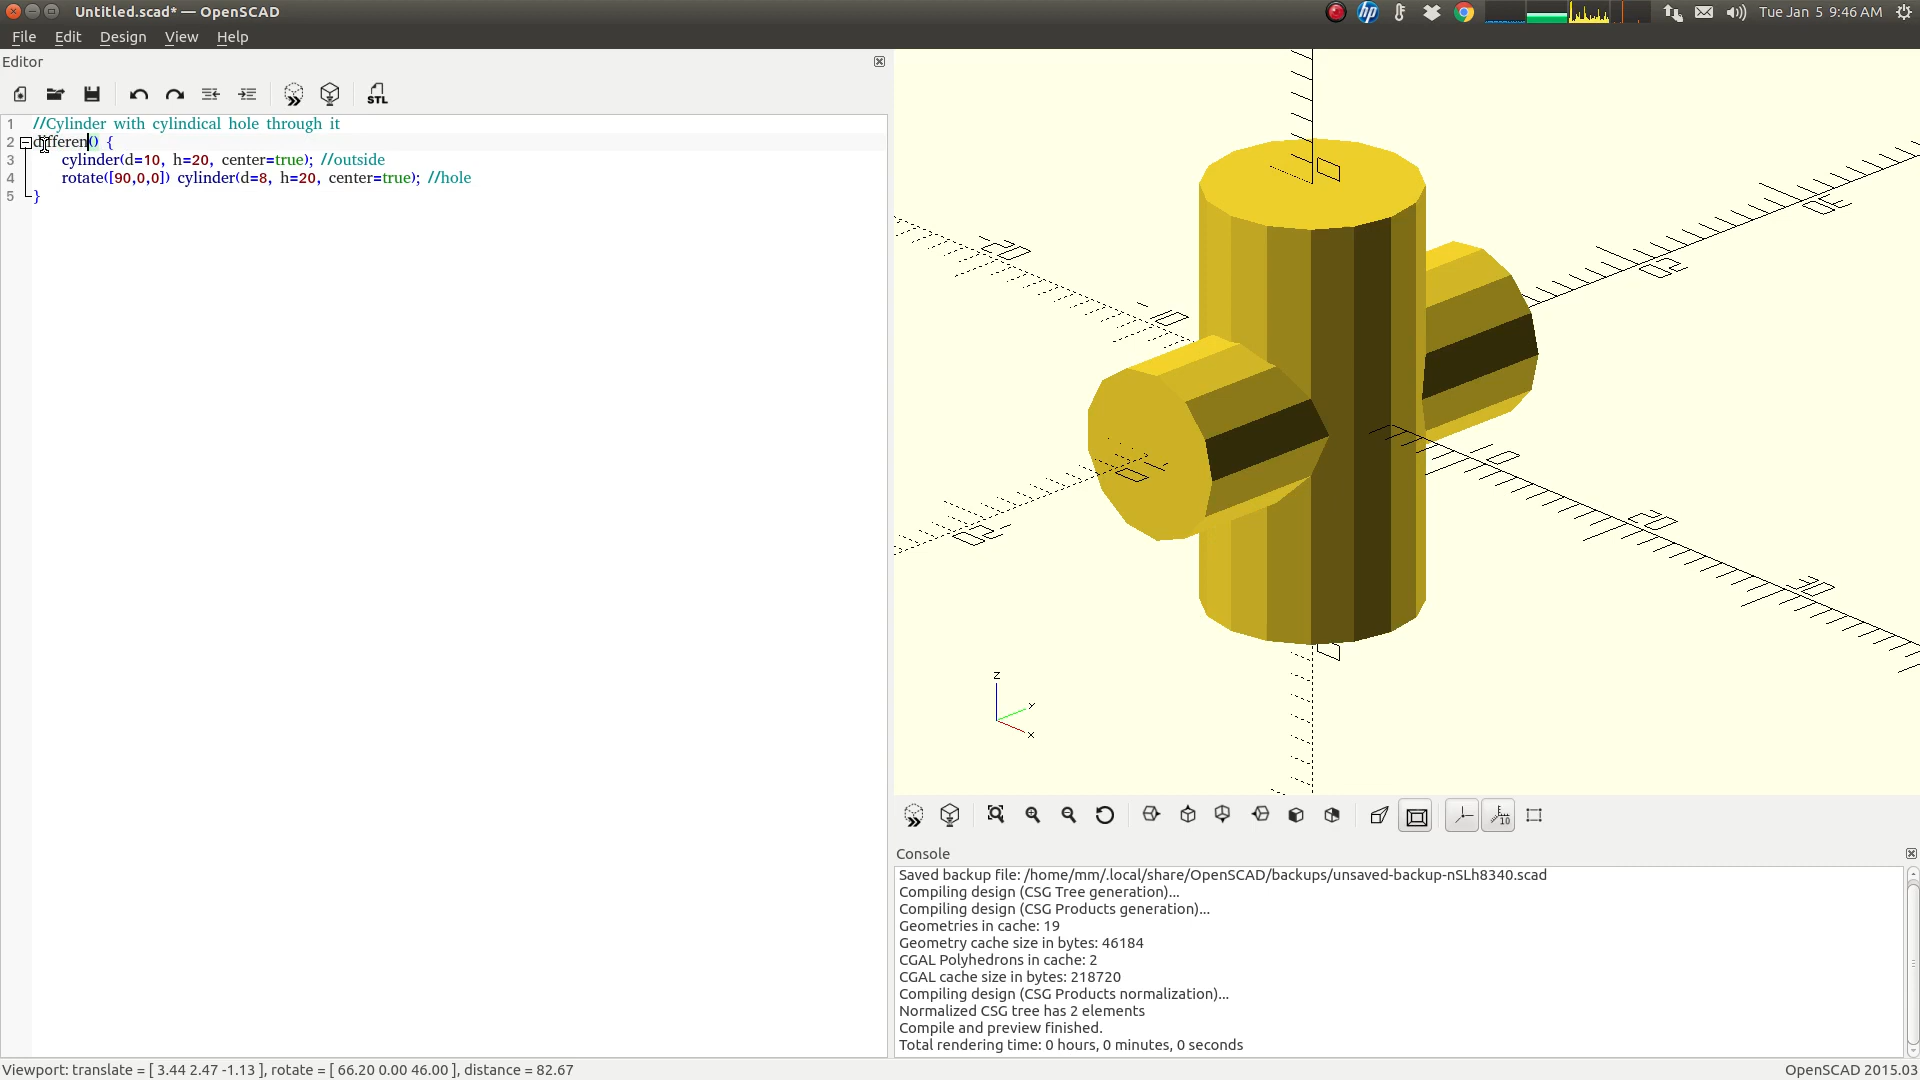 Untitled.scad* — OpenSCAD
Tue Jan 5 9:46 AM
File Edit Design View Help
Editor
STL
1 //Cylinder with cylindical hole through it
2 differen() {
3 cylinder(d=10, h=20, center=true); //outside
4 rotate([90,0,0]) cylinder(d=8, h=20, center=true); //hole
5 }
z
y
x
10
Console
Saved backup file: /home/mm/.local/share/OpenSCAD/backups/unsaved-backup-nSLh8340.scad
Compiling design (CSG Tree generation)...
Compiling design (CSG Products generation)...
Geometries in cache: 19
Geometry cache size in bytes: 46184
CGAL Polyhedrons in cache: 2
CGAL cache size in bytes: 218720
Compiling design (CSG Products normalization)...
Normalized CSG tree has 2 elements
Compile and preview finished.
Total rendering time: 0 hours, 0 minutes, 0 seconds
Viewport: translate = [ 3.44 2.47 -1.13 ], rotate = [ 66.20 0.00 46.00 ], distance = 82.67
OpenSCAD 2015.03